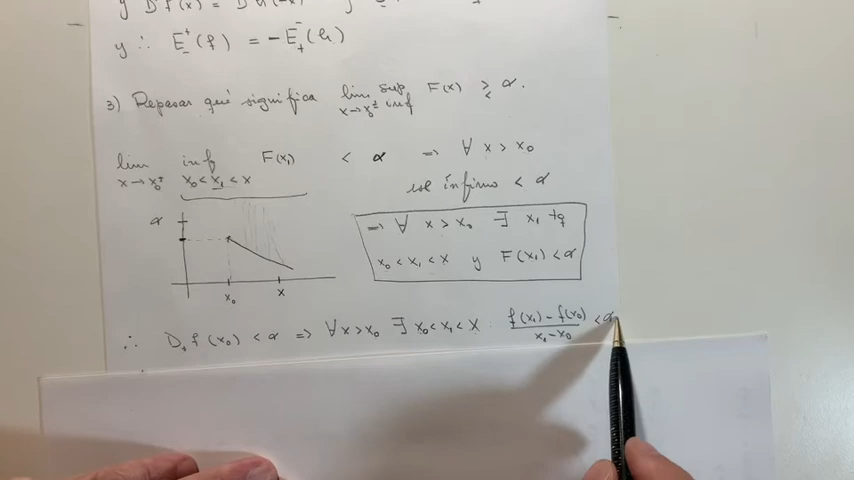 y ∴ E₋⁺(f) = -E₊⁻(h)
3) Repasar qué significa lim sup inf F(x) ≷ α.
x→x₀±
lim inf F(x₁) < α ⇒ ∀ x > x₀
x→x₀⁺ x₀<x₁<x ese ínfimo < α
α
⇒ ∀ x > x₀ ∃ x₁ tq
x₀ < x₁ < x y F(x₁) < α
x₀ x
∴ D₊f(x₀) < α ⇒ ∀x>x₀ ∃ x₀<x₁<x : f(x₁)-f(x₀) < α
x₁-x₀